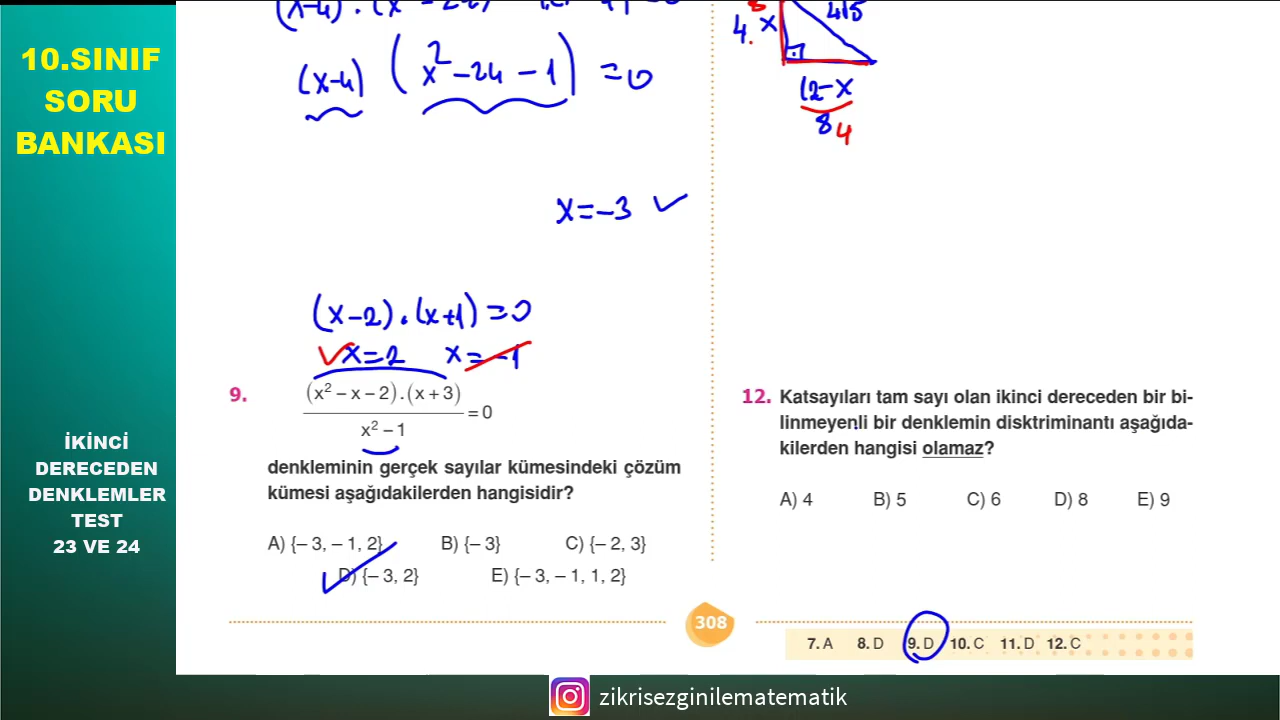 10.SINIF
SORU
BANKASI
İKİNCİ
DERECEDEN
DENKLEMLER
TEST
23 VE 24
(x-4) (x² -24 -1) =0
x=-3 ✓
(x-2).(x+1)=0
x=2 x=-1
9.
(x² – x – 2) . (x + 3)
= 0
x² – 1
denkleminin gerçek sayılar kümesindeki çözüm
kümesi aşağıdakilerden hangisidir?
A) {– 3, – 1, 2} B) {– 3} C) {– 2, 3}
D) {– 3, 2} E) {– 3, – 1, 1, 2}
4. x 4√5
12-x
8 4
12. Katsayıları tam sayı olan ikinci dereceden bir bi-
linmeyenli bir denklemin disktriminantı aşağıda-
kilerden hangisi olamaz?
A) 4 B) 5 C) 6 D) 8 E) 9
308
7. A 8. D 9. D 10. C 11. D 12. C
zikrisezginilematematik